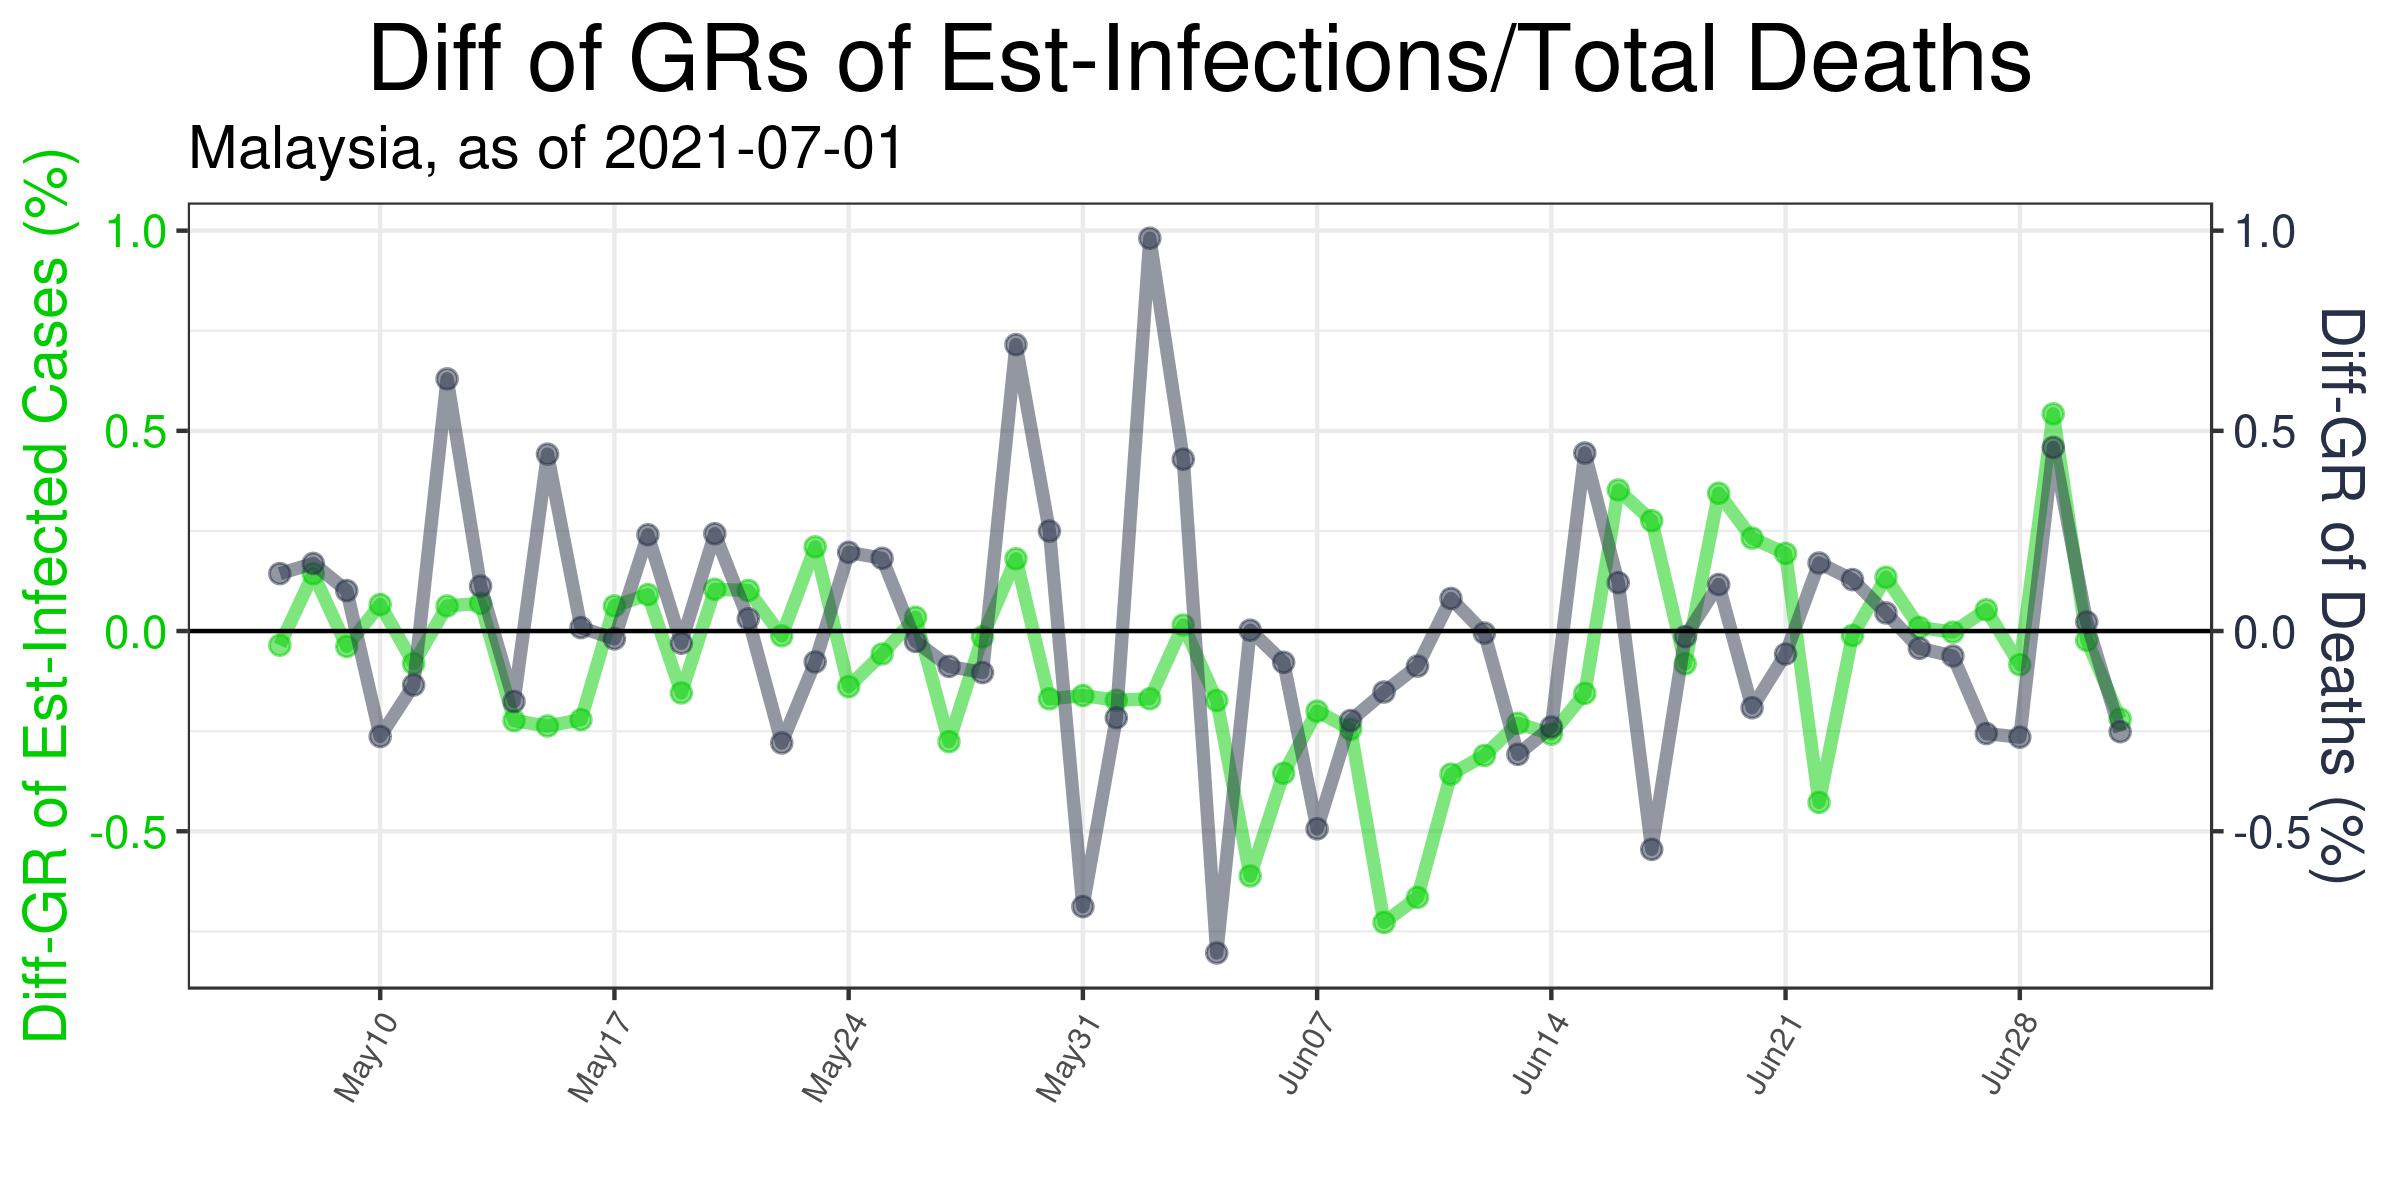 Diff of GRs of Est-Infections/Total Deaths
Malaysia, as of 2021-07-01
Diff-GR of Est-Infected Cases (%)
1.0
0.5
0.0
-0.5
1.0
0.5
0.0
-0.5
Diff-GR of Deaths (%)
May10
May17
May24
May31
Jun07
Jun14
Jun21
Jun28